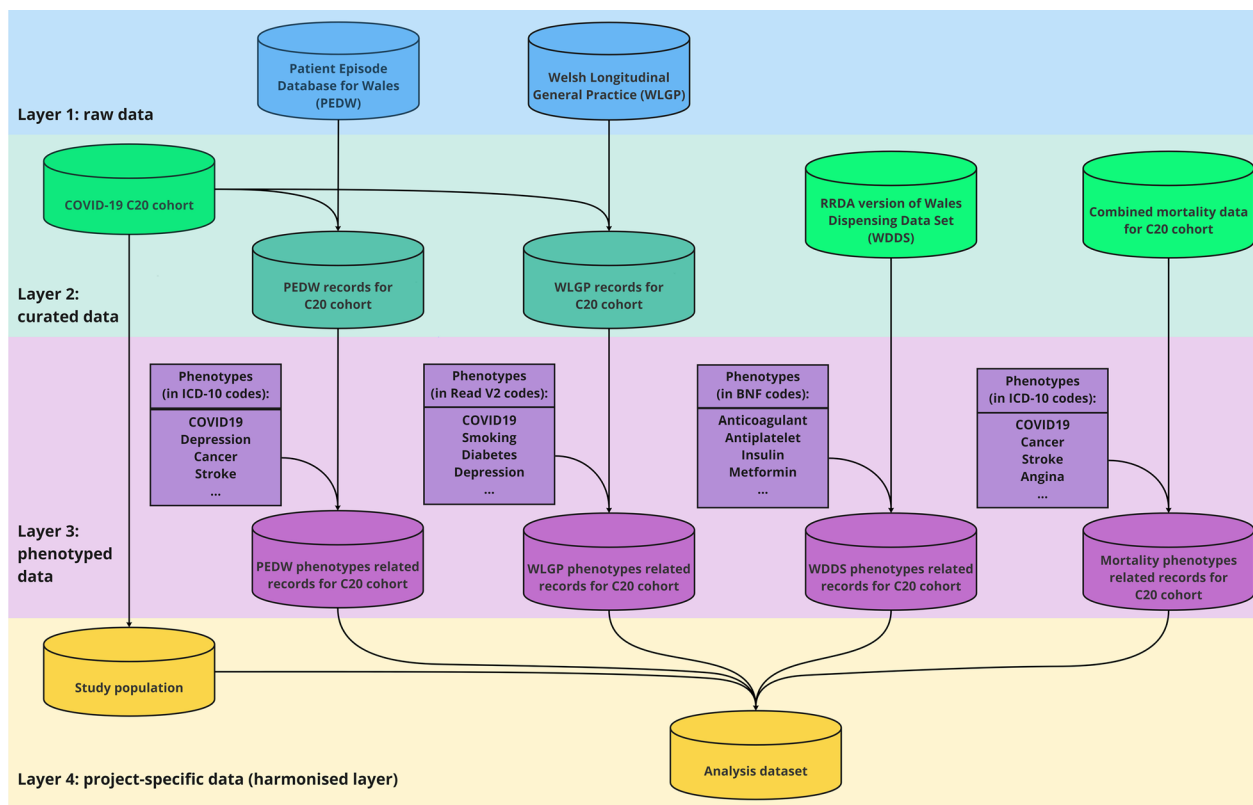 Patient Episode
Database for Wales
(PEDW)
Welsh Longitudinal
General Practice (WLGP)
Layer 1: raw data
COVID-19 C20 cohort
RRDA version of Wales
Dispensing Data Set
(WDDS)
Combined mortality data
for C20 cohort
PEDW records for
C20 cohort
WLGP records for
C20 cohort
Layer 2:
curated data
Phenotypes
(in ICD-10 codes):
COVID19
Depression
Cancer
Stroke
...
Phenotypes
(in Read V2 codes):
COVID19
Smoking
Diabetes
Depression
...
Phenotypes
(in BNF codes):
Anticoagulant
Antiplatelet
Insulin
Metformin
...
Phenotypes
(in ICD-10 codes):
COVID19
Cancer
Stroke
Angina
...
Layer 3:
phenotyped
data
PEDW phenotypes related
records for C20 cohort
WLGP phenotypes related
records for C20 cohort
WDDS phenotypes related
records for C20 cohort
Mortality phenotypes
related records for
C20 cohort
Study population
Analysis dataset
Layer 4: project-specific data (harmonised layer)